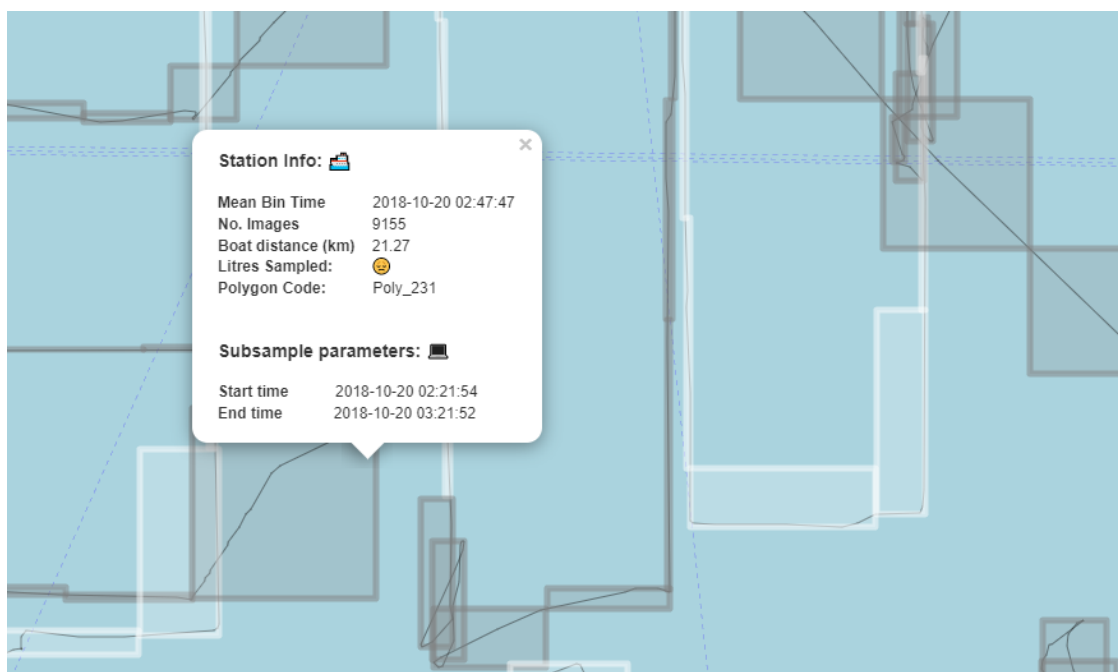 ×
Station Info: 🛳️
Mean Bin Time 2018-10-20 02:47:47
No. Images 9155
Boat distance (km) 21.27
Litres Sampled: 😞
Polygon Code: Poly_231
Subsample parameters: 💻
Start time 2018-10-20 02:21:54
End time 2018-10-20 03:21:52